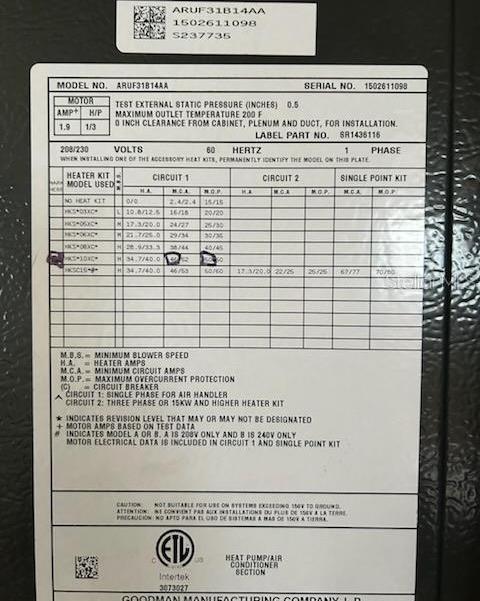 ARUF31B14AA
1502611098
S237735
MODEL NO. ARUF31B14AA SERIAL NO. 1502611098
MOTOR
AMP+ H/P
1.9 1/3
TEST EXTERNAL STATIC PRESSURE (INCHES) 0.5
MAXIMUM OUTLET TEMPERATURE 200 F
0 INCH CLEARANCE FROM CABINET, PLENUM AND DUCT, FOR INSTALLATION.
LABEL PART NO. SR1436116
208/230 VOLTS 60 HERTZ 1 PHASE
WHEN INSTALLING ONE OF THE ACCESSORY HEAT KITS, PERMANENTLY IDENTIFY THE MODEL ON THIS PLATE.
HEATER KIT MODEL USED CIRCUIT 1 CIRCUIT 2 SINGLE POINT KIT
H.A. M.C.A. M.O.P. H.A. M.C.A M.O.P. M.C.A. M.O.P.
NO HEAT KIT 0/0 2.4/2.4 15/15
HKS*03XC* L 10.8/12.5 16/18 20/20
HKS*05XC* H 17.3/20.0 24/27 25/30
HKS*06XC* H 21.7/25.0 29/34 30/35
HKS*08XC* H 28.9/33.3 38/44 40/45
HKS*10XC* H 34.7/40.0
HKSC15*#* H 34.7/40.0 46/53 50/60 17.3/20.0 22/25 25/25 67/77 70/80
Stellar MLS
M.B.S.= MINIMUM BLOWER SPEED
H.A. = HEATER AMPS
M.C.A.= MINIMUM CIRCUIT AMPS
M.O.P.= MAXIMUM OVERCURRENT PROTECTION
(C) = CIRCUIT BREAKER
CIRCUIT 1: SINGLE PHASE FOR AIR HANDLER
CIRCUIT 2: THREE PHASE OR 15KW AND HIGHER HEATER KIT
* INDICATES REVISION LEVEL THAT MAY OR MAY NOT BE DESIGNATED
+ MOTOR AMPS BASED ON TEST DATA
# INDICATES MODEL A OR B. A IS 208V ONLY AND B IS 240V ONLY
MOTOR ELECTRICAL DATA IS INCLUDED IN CIRCUIT 1 AND SINGLE POINT KIT
CAUTION: NOT SUITABLE FOR USE ON SYSTEMS EXCEEDING 150V TO GROUND.
ATTENTION: NE CONVIENT PAS AUX INSTALLATIONS DU PLUS DE 150V A LA TERRE.
PRECAUCION: NO APTO PARA EL USO DE SISTEMAS A MAS DE 150V A TIERRA.
C ETL US
Intertek
3073027
HEAT PUMP/AIR
CONDITIONER
SECTION
GOODMAN MANUFACTURING COMPANY, L.P.